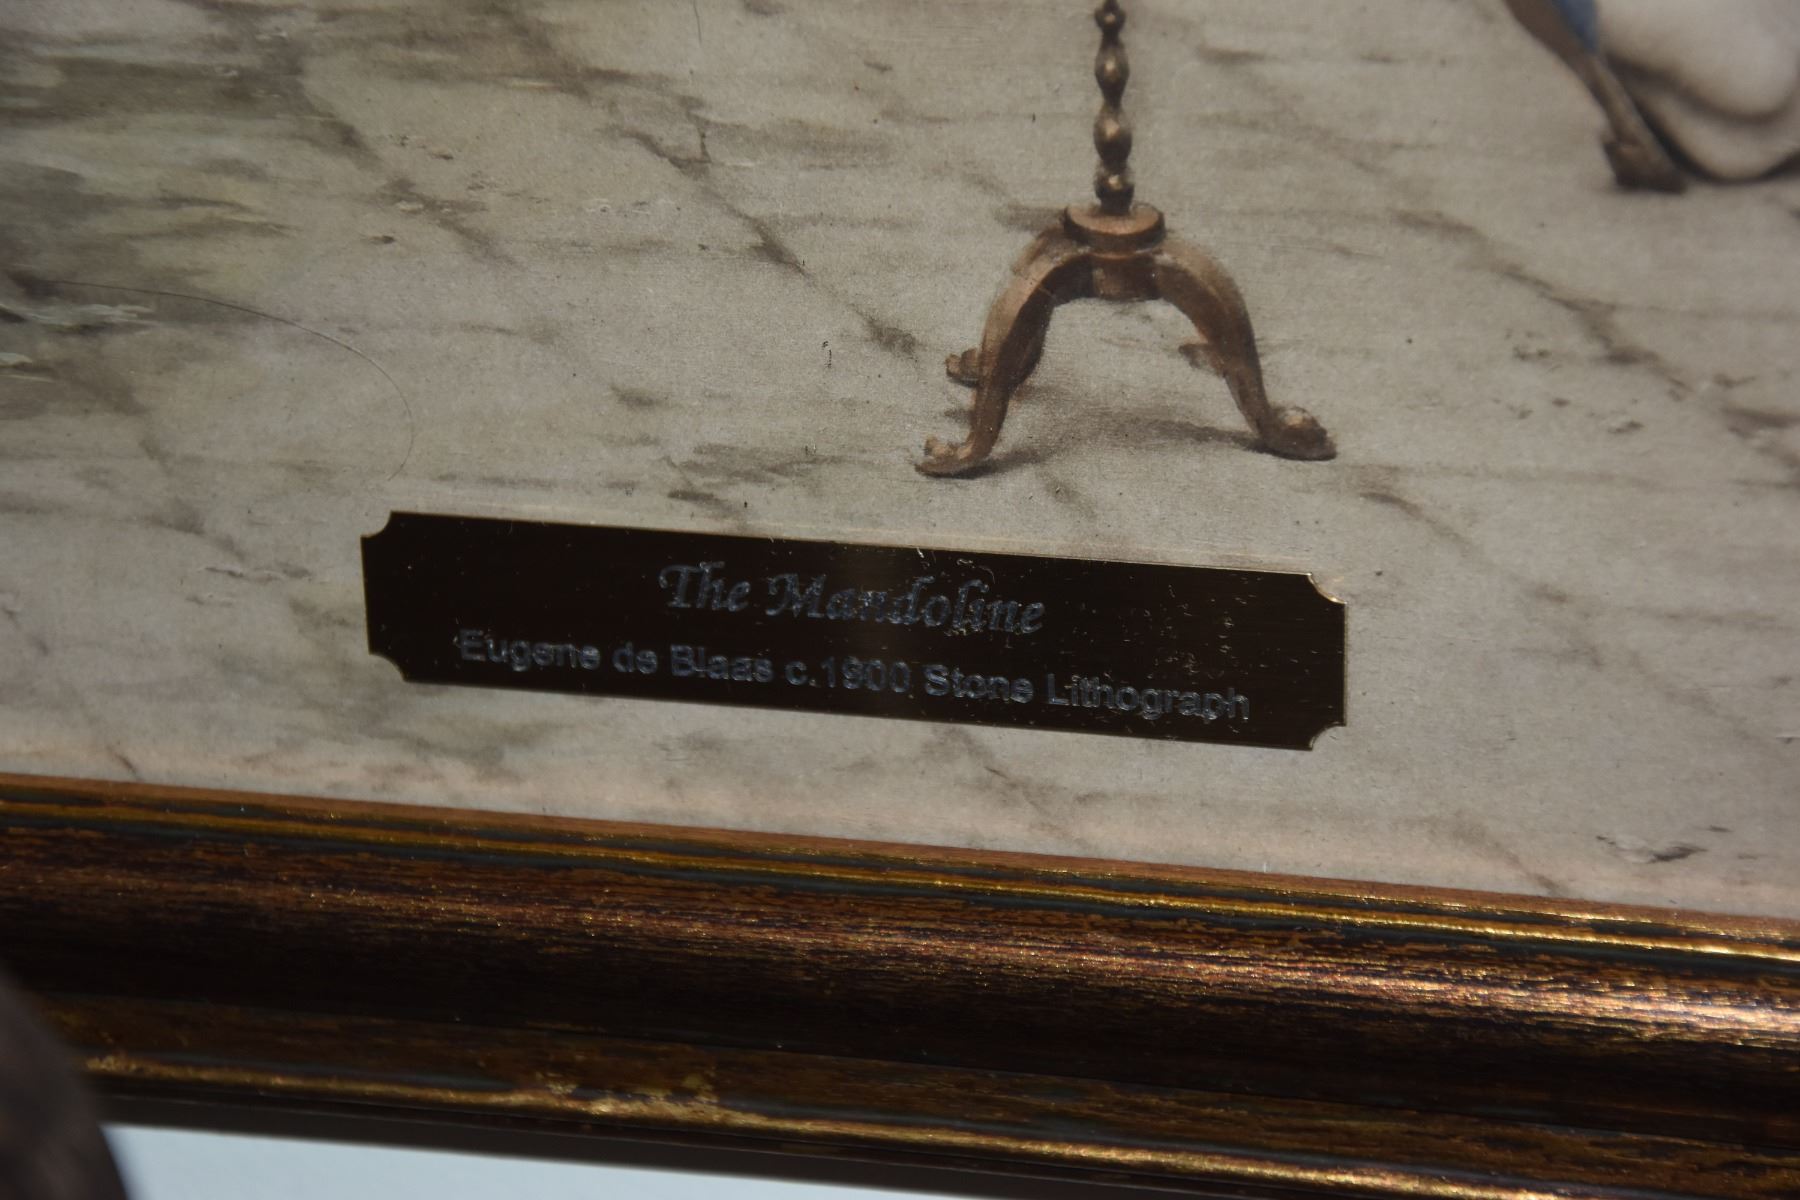 The Mandoline
Eugene de Blaas c.1900 Stone Lithograph